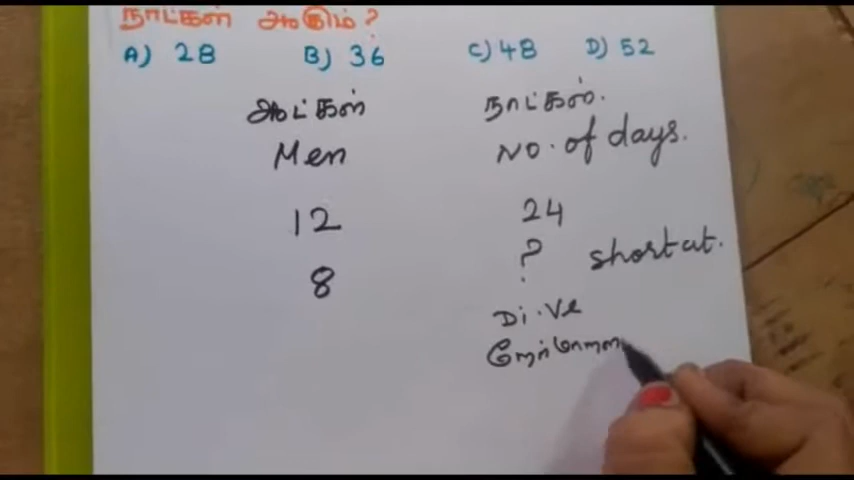 நாட்கள் ஆகும்?
A) 28 B) 36 C) 48 D) 52
ஆட்கள் நாட்கள்.
Men No. of days.
12 24
8 ? shortcut.
Di.Ve